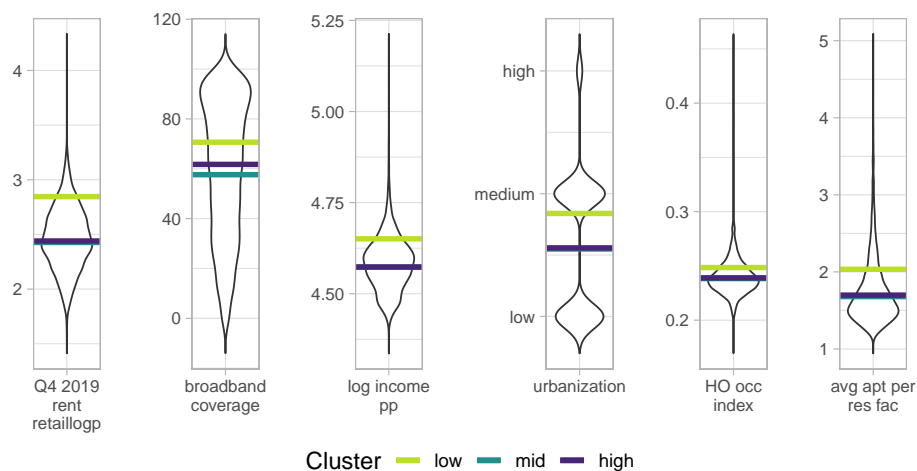 4
3
2
Q4 2019
rent
retaillogp
120
80
40
0
broadband
coverage
5.25
5.00
4.75
4.50
log income
pp
high
medium
low
urbanization
0.4
0.3
0.2
HO occ
index
5
4
3
2
1
avg apt per
res fac
Cluster low mid high